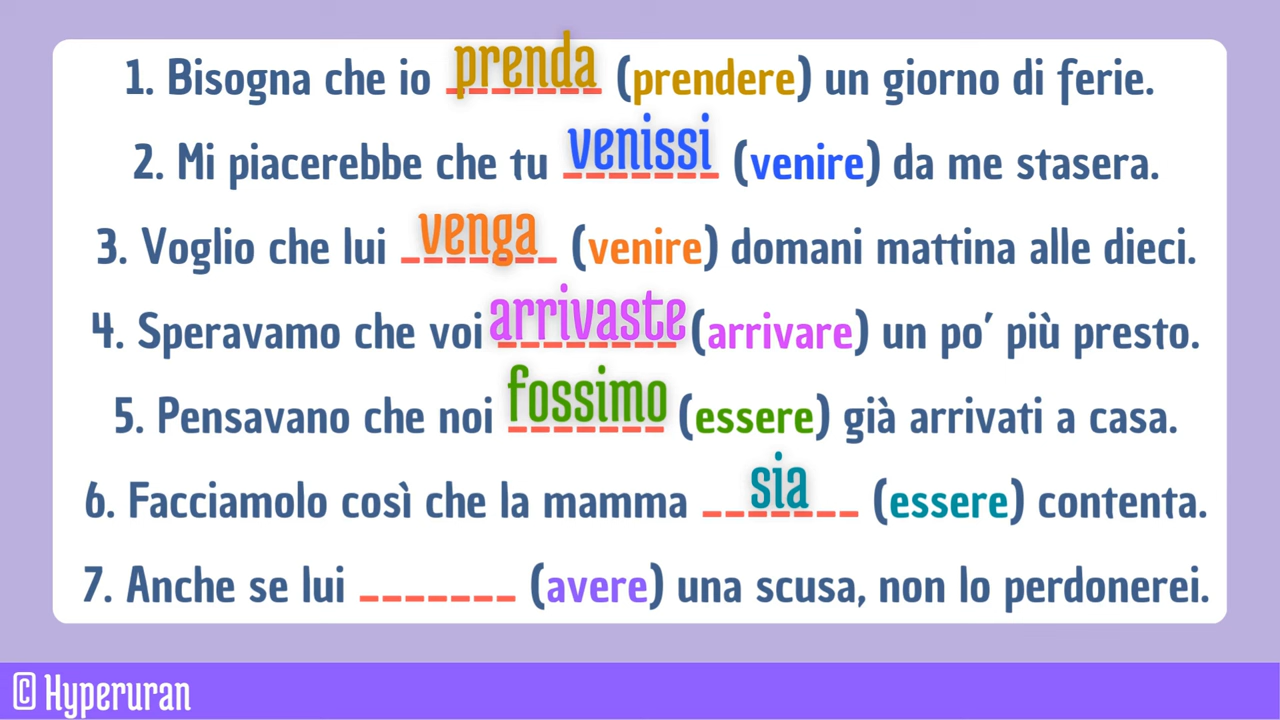 1. Bisogna che io prenda (prendere) un giorno di ferie.
2. Mi piacerebbe che tu venissi (venire) da me stasera.
3. Voglio che lui venga (venire) domani mattina alle dieci.
4. Speravamo che voi arrivaste (arrivare) un po' più presto.
5. Pensavano che noi fossimo (essere) già arrivati a casa.
6. Facciamolo così che la mamma sia (essere) contenta.
7. Anche se lui _______ (avere) una scusa, non lo perdonerei.
© Hyperuran